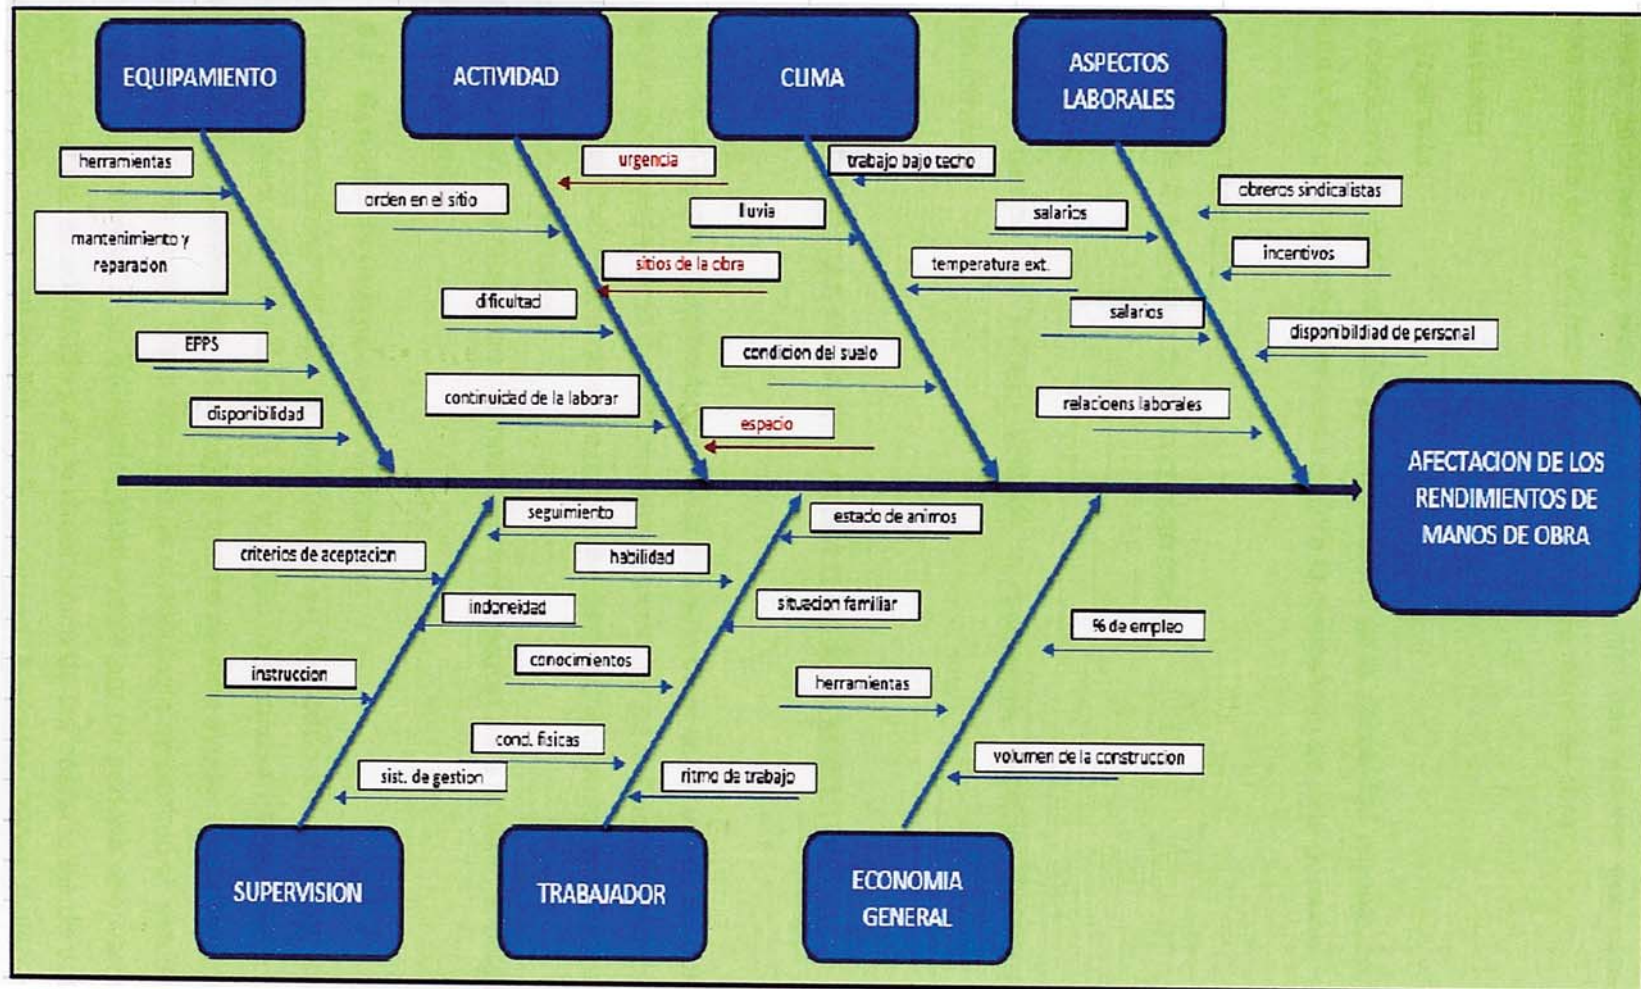 EQUIPAMIENTO
ACTIVIDAD
CLIMA
ASPECTOS
LABORALES
herramientas
mantenimiento y
reparacion
EPPS
disponibilidad
urgencia
orden en el sitio
sitios de la obra
dificultad
continuidad de la laborar
espacio
trabajo bajo techo
lluvia
temperatura ext.
condicion del suelo
obreros sindicalistas
salarios
incentivos
salarios
disponibildiad de personal
relacioens laborales
AFECTACION DE LOS
RENDIMIENTOS DE
MANOS DE OBRA
seguimiento
criterios de aceptacion
indoneidad
instruccion
sist. de gestion
estado de animos
habilidad
situacion familiar
conocimientos
cond. fisicas
ritmo de trabajo
% de empleo
herramientas
volumen de la construccion
SUPERVISION
TRABAJADOR
ECONOMIA
GENERAL